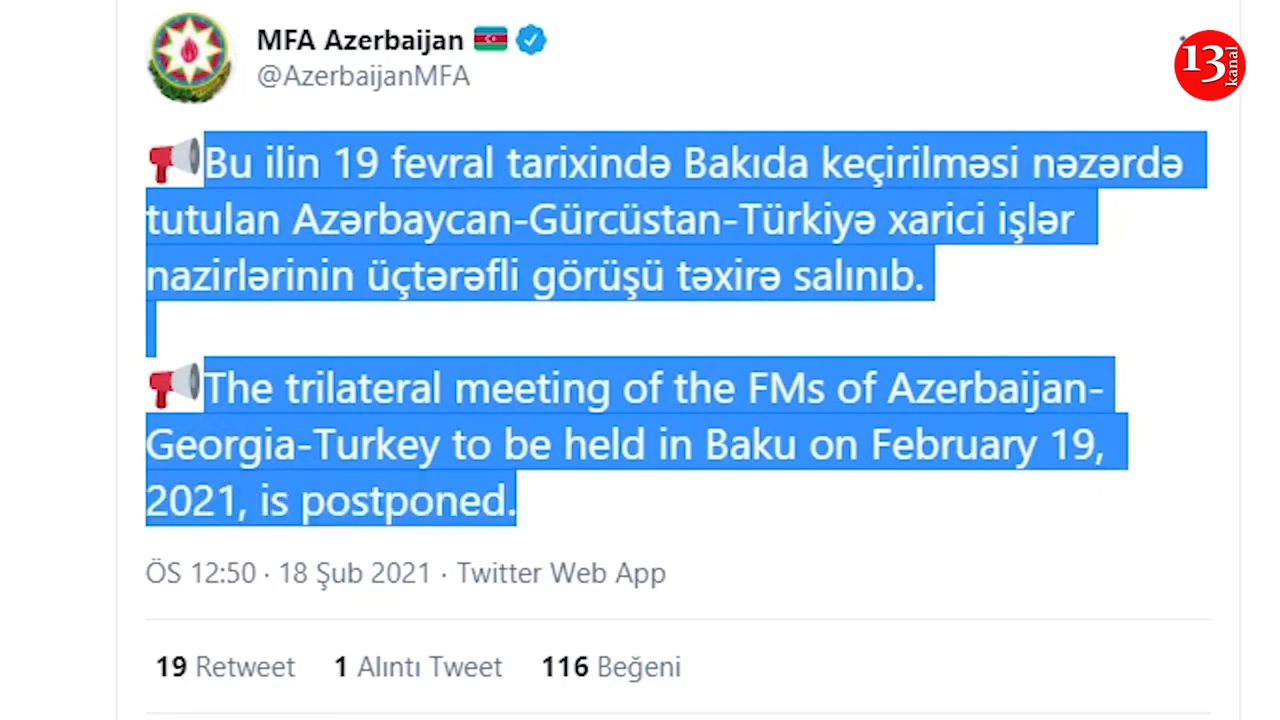 MFA Azerbaijan
@AzerbaijanMFA
13 kanal
Bu ilin 19 fevral tarixində Bakıda keçirilməsi nəzərdə
tutulan Azərbaycan-Gürcüstan-Türkiyə xarici işlər
nazirlərinin üçtərəfli görüşü təxirə salınıb.
The trilateral meeting of the FMs of Azerbaijan-
Georgia-Turkey to be held in Baku on February 19,
2021, is postponed.
ÖS 12:50 · 18 Şub 2021 · Twitter Web App
19 Retweet 1 Alıntı Tweet 116 Beğeni